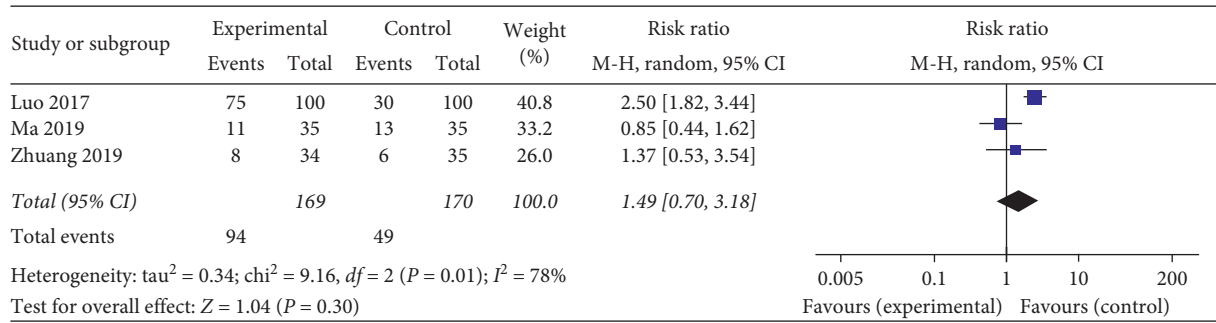 Study or subgroup Experimental Control Weight (%) Risk ratio Risk ratio
Events Total Events Total M-H, random, 95% CI M-H, random, 95% CI
Luo 2017 75 100 30 100 40.8 2.50 [1.82, 3.44]
Ma 2019 11 35 13 35 33.2 0.85 [0.44, 1.62]
Zhuang 2019 8 34 6 35 26.0 1.37 [0.53, 3.54]
Total (95% CI) 169 170 100.0 1.49 [0.70, 3.18]
Total events 94 49
Heterogeneity: tau² = 0.34; chi² = 9.16, df = 2 (P = 0.01); I² = 78%
Test for overall effect: Z = 1.04 (P = 0.30)
0.005 0.1 1 10 200
Favours (experimental) Favours (control)